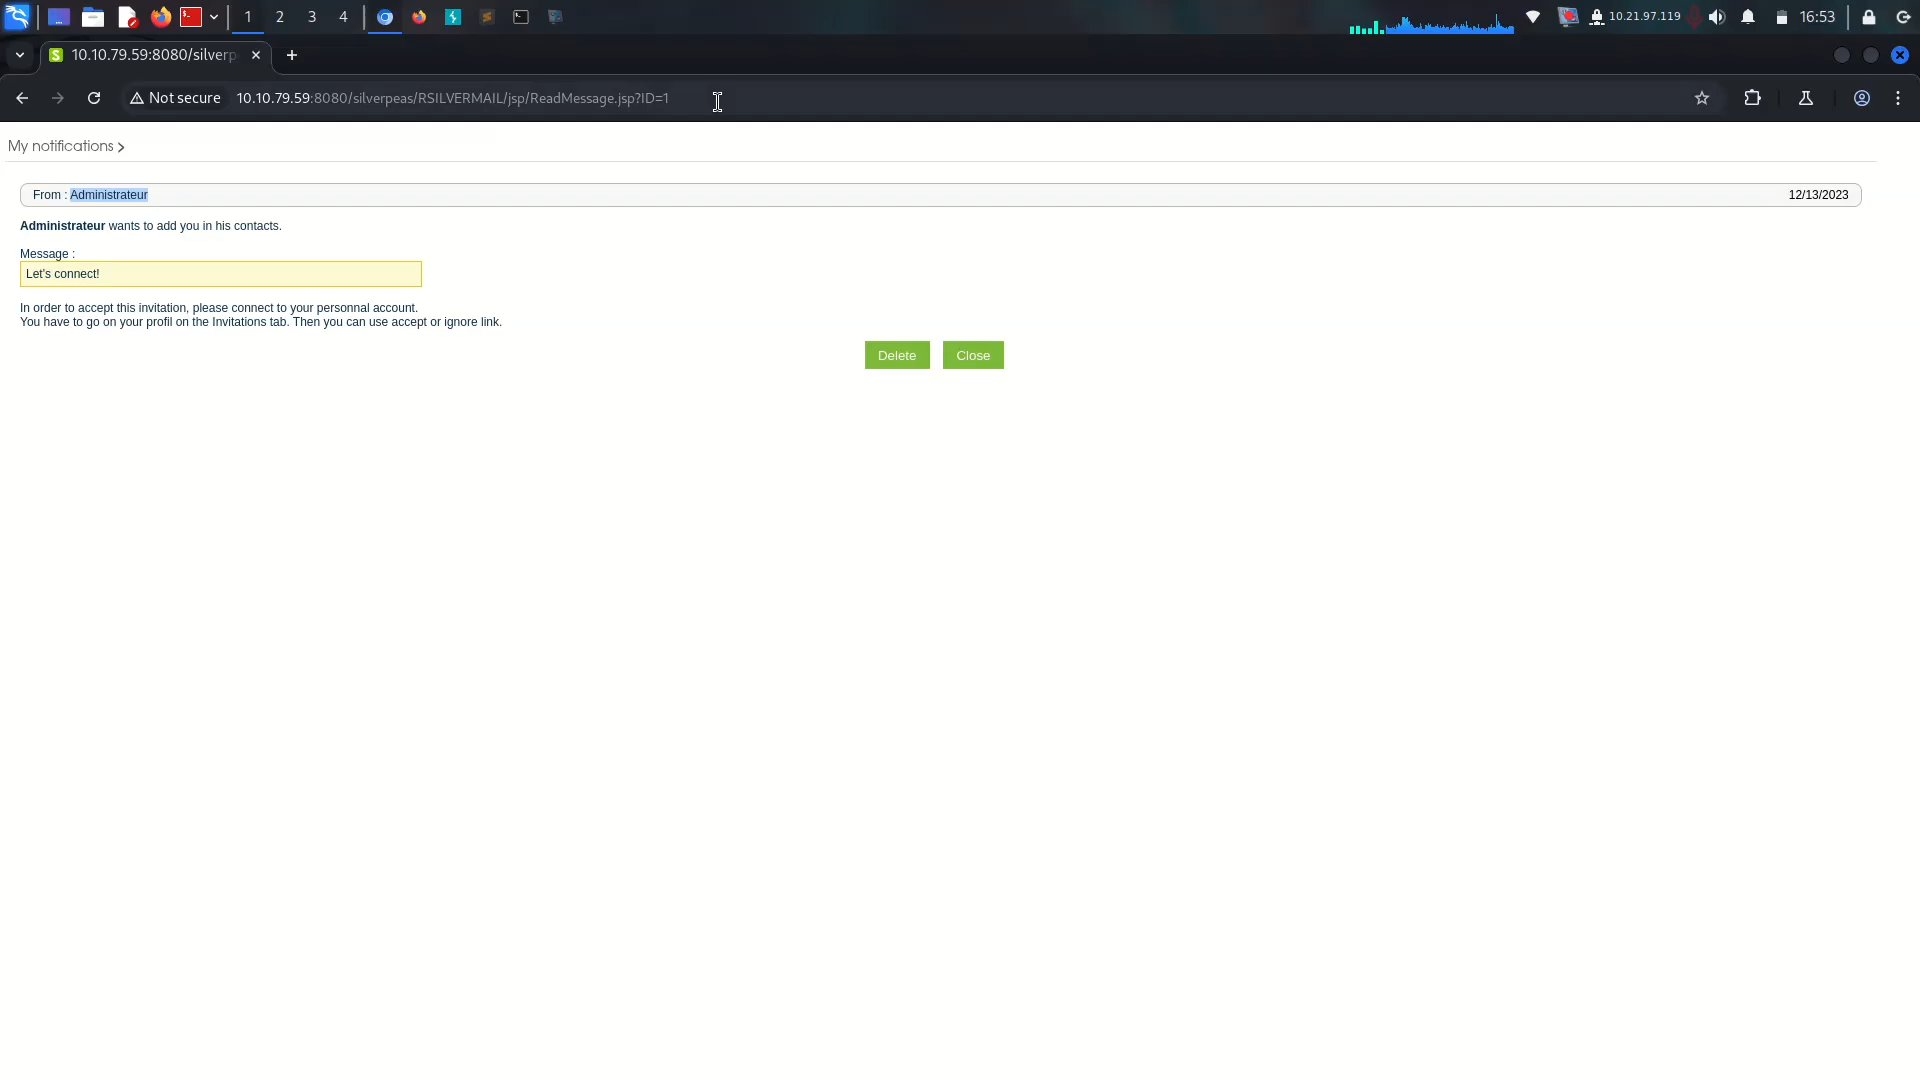 1 2 3 4 10.21.97.119 16:53
10.10.79.59:8080/silverp
Not secure 10.10.79.59:8080/silverpeas/RSILVERMAIL/jsp/ReadMessage.jsp?ID=1
My notifications >
From : Administrateur 12/13/2023
Administrateur wants to add you in his contacts.
Message :
Let's connect!
In order to accept this invitation, please connect to your personnal account.
You have to go on your profil on the Invitations tab. Then you can use accept or ignore link.
Delete Close